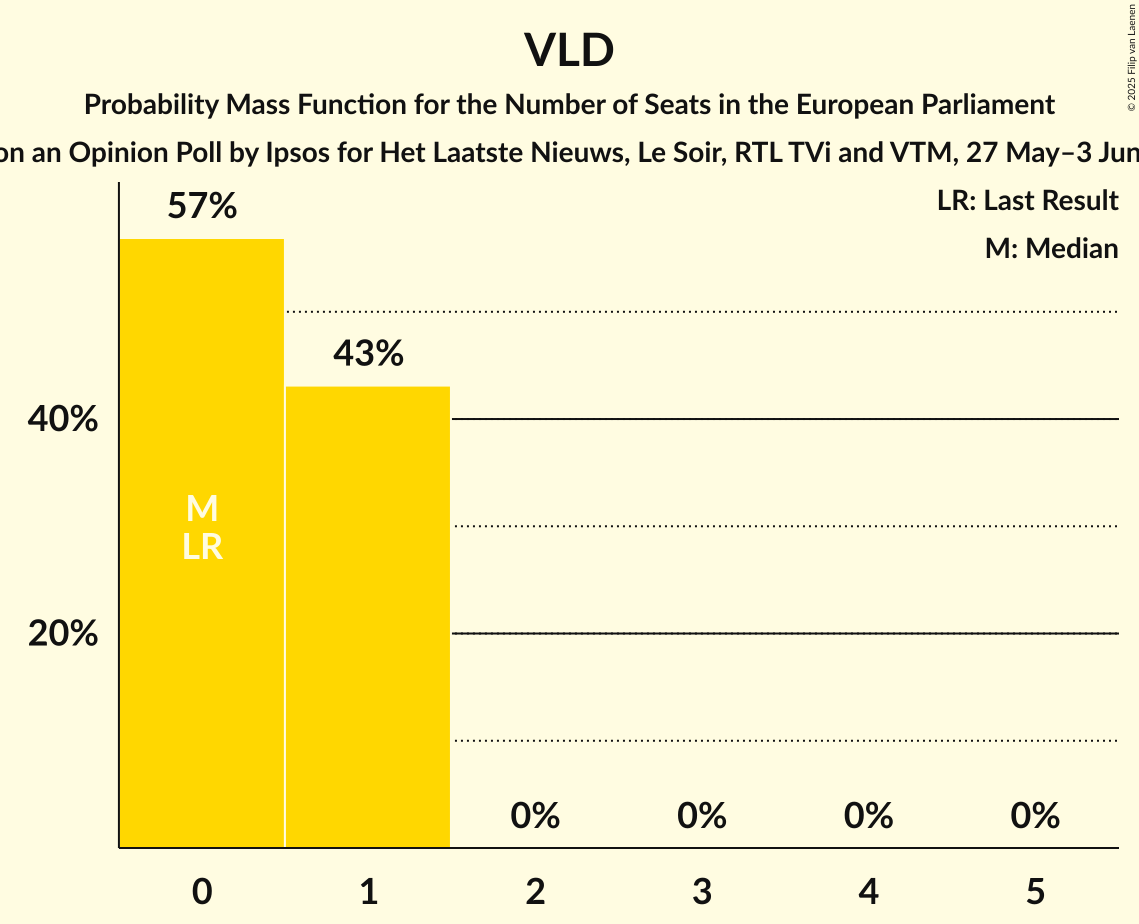 VLD
Probability Mass Function for the Number of Seats in the European Parliament
on an Opinion Poll by Ipsos for Het Laatste Nieuws, Le Soir, RTL TVi and VTM, 27 May–3 Jun
© 2025 Filip van Laenen
LR: Last Result
M: Median
57%
43%
40%
M
LR
20%
0% 0% 0% 0%
0 1 2 3 4 5